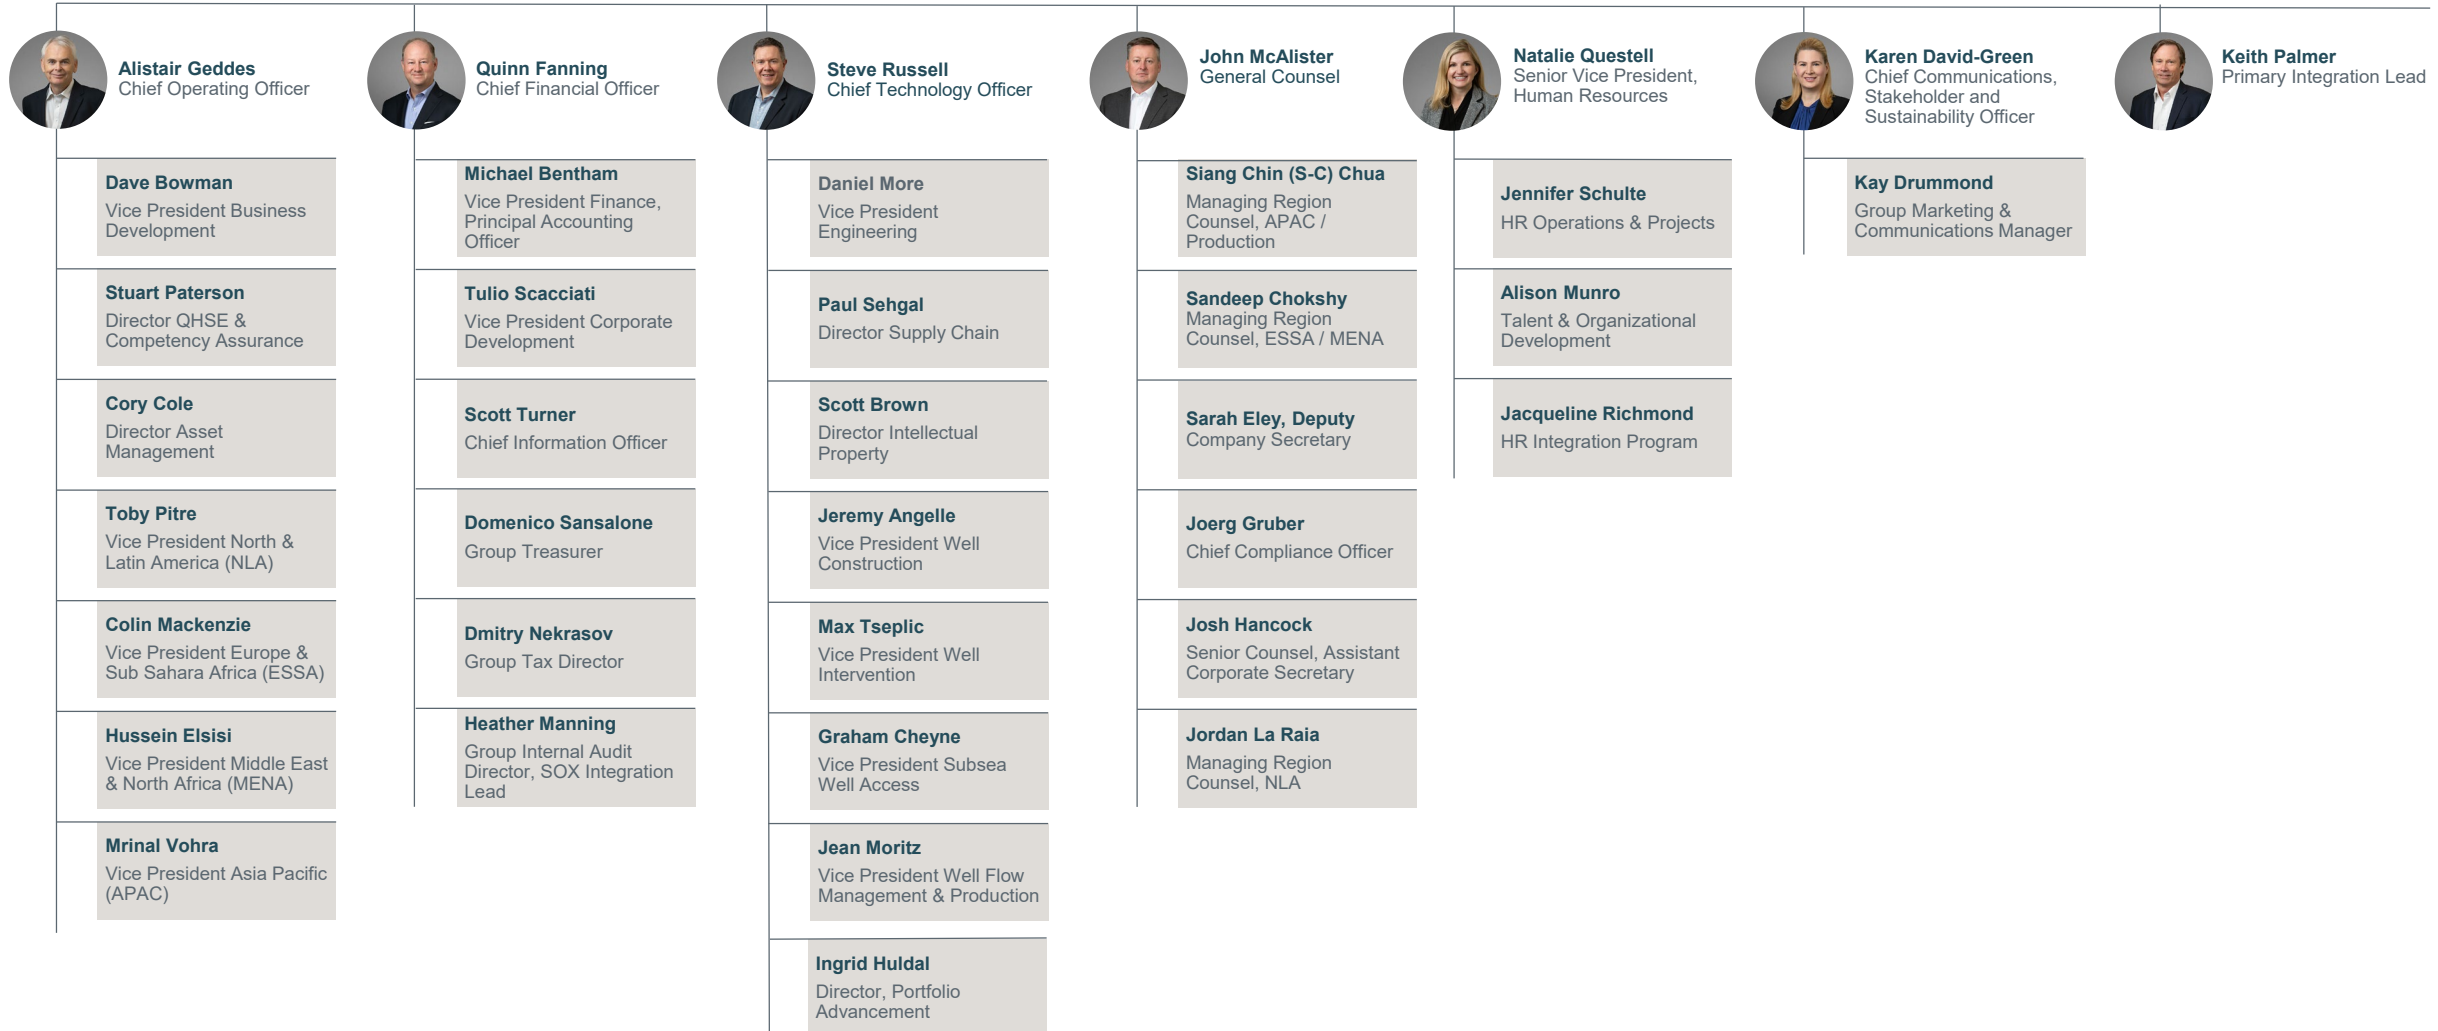 Alistair Geddes
Chief Operating Officer
Dave Bowman
Vice President Business
Development
Stuart Paterson
Director QHSE &
Competency Assurance
Cory Cole
Director Asset
Management
Toby Pitre
Vice President North &
Latin America (NLA)
Colin Mackenzie
Vice President Europe &
Sub Sahara Africa (ESSA)
Hussein Elsisi
Vice President Middle East
& North Africa (MENA)
Mrinal Vohra
Vice President Asia Pacific
(APAC)
Quinn Fanning
Chief Financial Officer
Michael Bentham
Vice President Finance,
Principal Accounting
Officer
Tulio Scacciati
Vice President Corporate
Development
Scott Turner
Chief Information Officer
Domenico Sansalone
Group Treasurer
Dmitry Nekrasov
Group Tax Director
Heather Manning
Group Internal Audit
Director, SOX Integration
Lead
Steve Russell
Chief Technology Officer
Daniel More
Vice President
Engineering
Paul Sehgal
Director Supply Chain
Scott Brown
Director Intellectual
Property
Jeremy Angelle
Vice President Well
Construction
Max Tseplic
Vice President Well
Intervention
Graham Cheyne
Vice President Subsea
Well Access
Jean Moritz
Vice President Well Flow
Management & Production
Ingrid Huldal
Director, Portfolio
Advancement
John McAlister
General Counsel
Siang Chin (S-C) Chua
Managing Region
Counsel, APAC /
Production
Sandeep Chokshy
Managing Region
Counsel, ESSA / MENA
Sarah Eley, Deputy
Company Secretary
Joerg Gruber
Chief Compliance Officer
Josh Hancock
Senior Counsel, Assistant
Corporate Secretary
Jordan La Raia
Managing Region
Counsel, NLA
Natalie Questell
Senior Vice President,
Human Resources
Jennifer Schulte
HR Operations & Projects
Alison Munro
Talent & Organizational
Development
Jacqueline Richmond
HR Integration Program
Karen David-Green
Chief Communications,
Stakeholder and
Sustainability Officer
Kay Drummond
Group Marketing &
Communications Manager
Keith Palmer
Primary Integration Lead